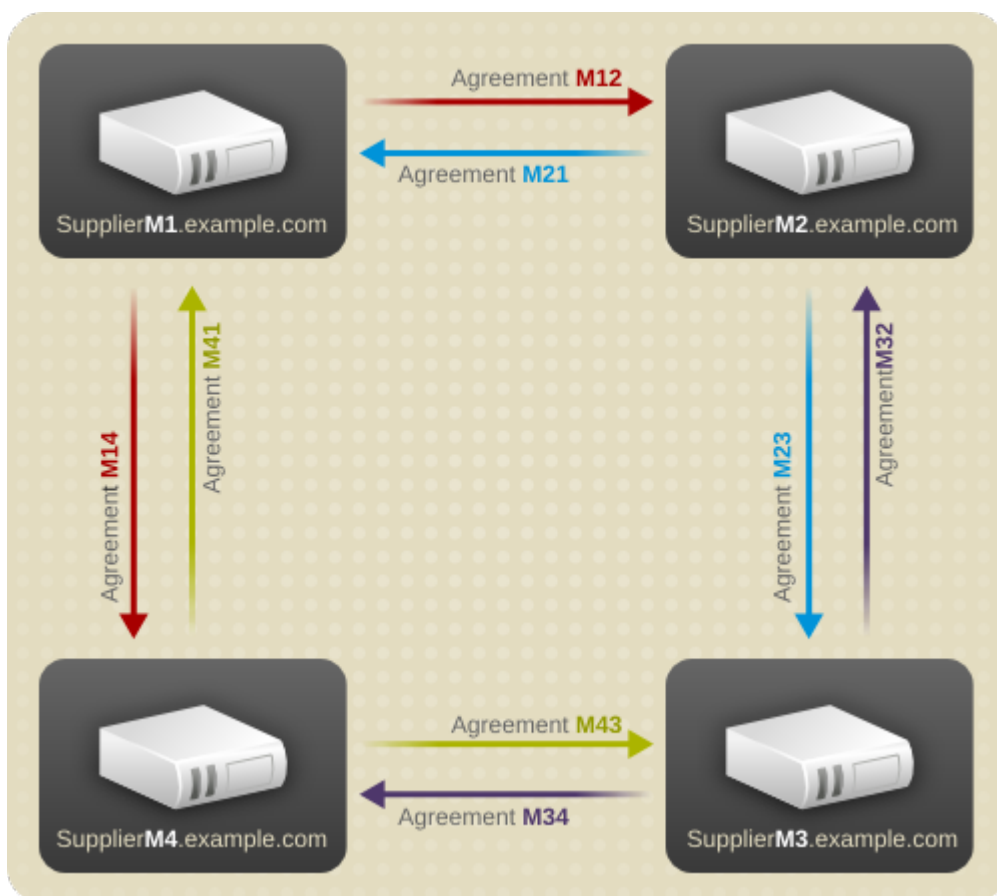 Agreement M12
Agreement M21
SupplierM1.example.com
SupplierM2.example.com
Agreement M14
Agreement M41
Agreement M23
AgreementM32
Agreement M43
Agreement M34
SupplierM4.example.com
SupplierM3.example.com